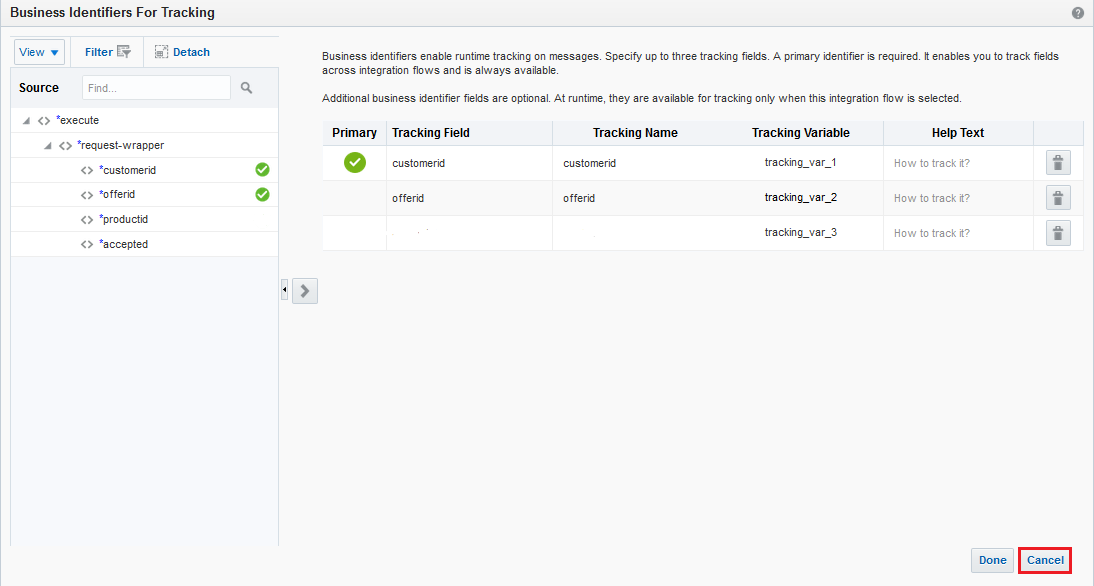 Business Identifiers For Tracking
View
Filter
Detach
Source
Find...
*execute
*request-wrapper
*customerid
*offerid
*productid
*accepted
Business identifiers enable runtime tracking on messages. Specify up to three tracking fields. A primary identifier is required. It enables you to track fields
across integration flows and is always available.
Additional business identifier fields are optional. At runtime, they are available for tracking only when this integration flow is selected.
Primary Tracking Field Tracking Name Tracking Variable Help Text
customerid customerid tracking_var_1 How to track it?
offerid offerid tracking_var_2 How to track it?
tracking_var_3 How to track it?
Done Cancel